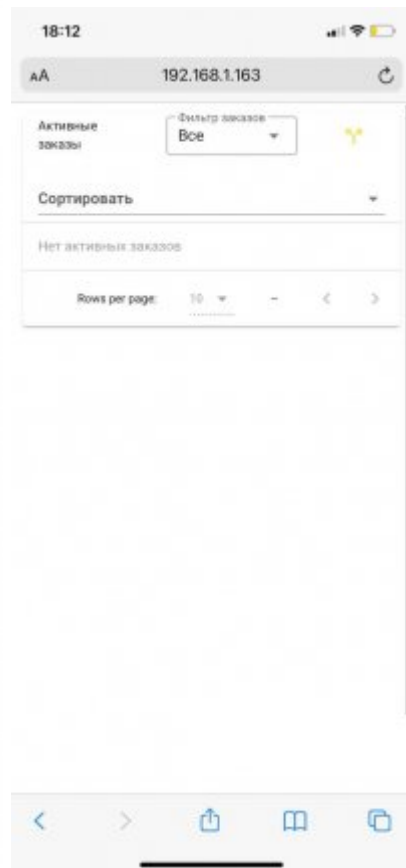 18:12
AA
192.168.1.163
Активные
заказы
Фильтр заказов
Все
Сортировать
Нет активных заказов
Rows per page:
10
–